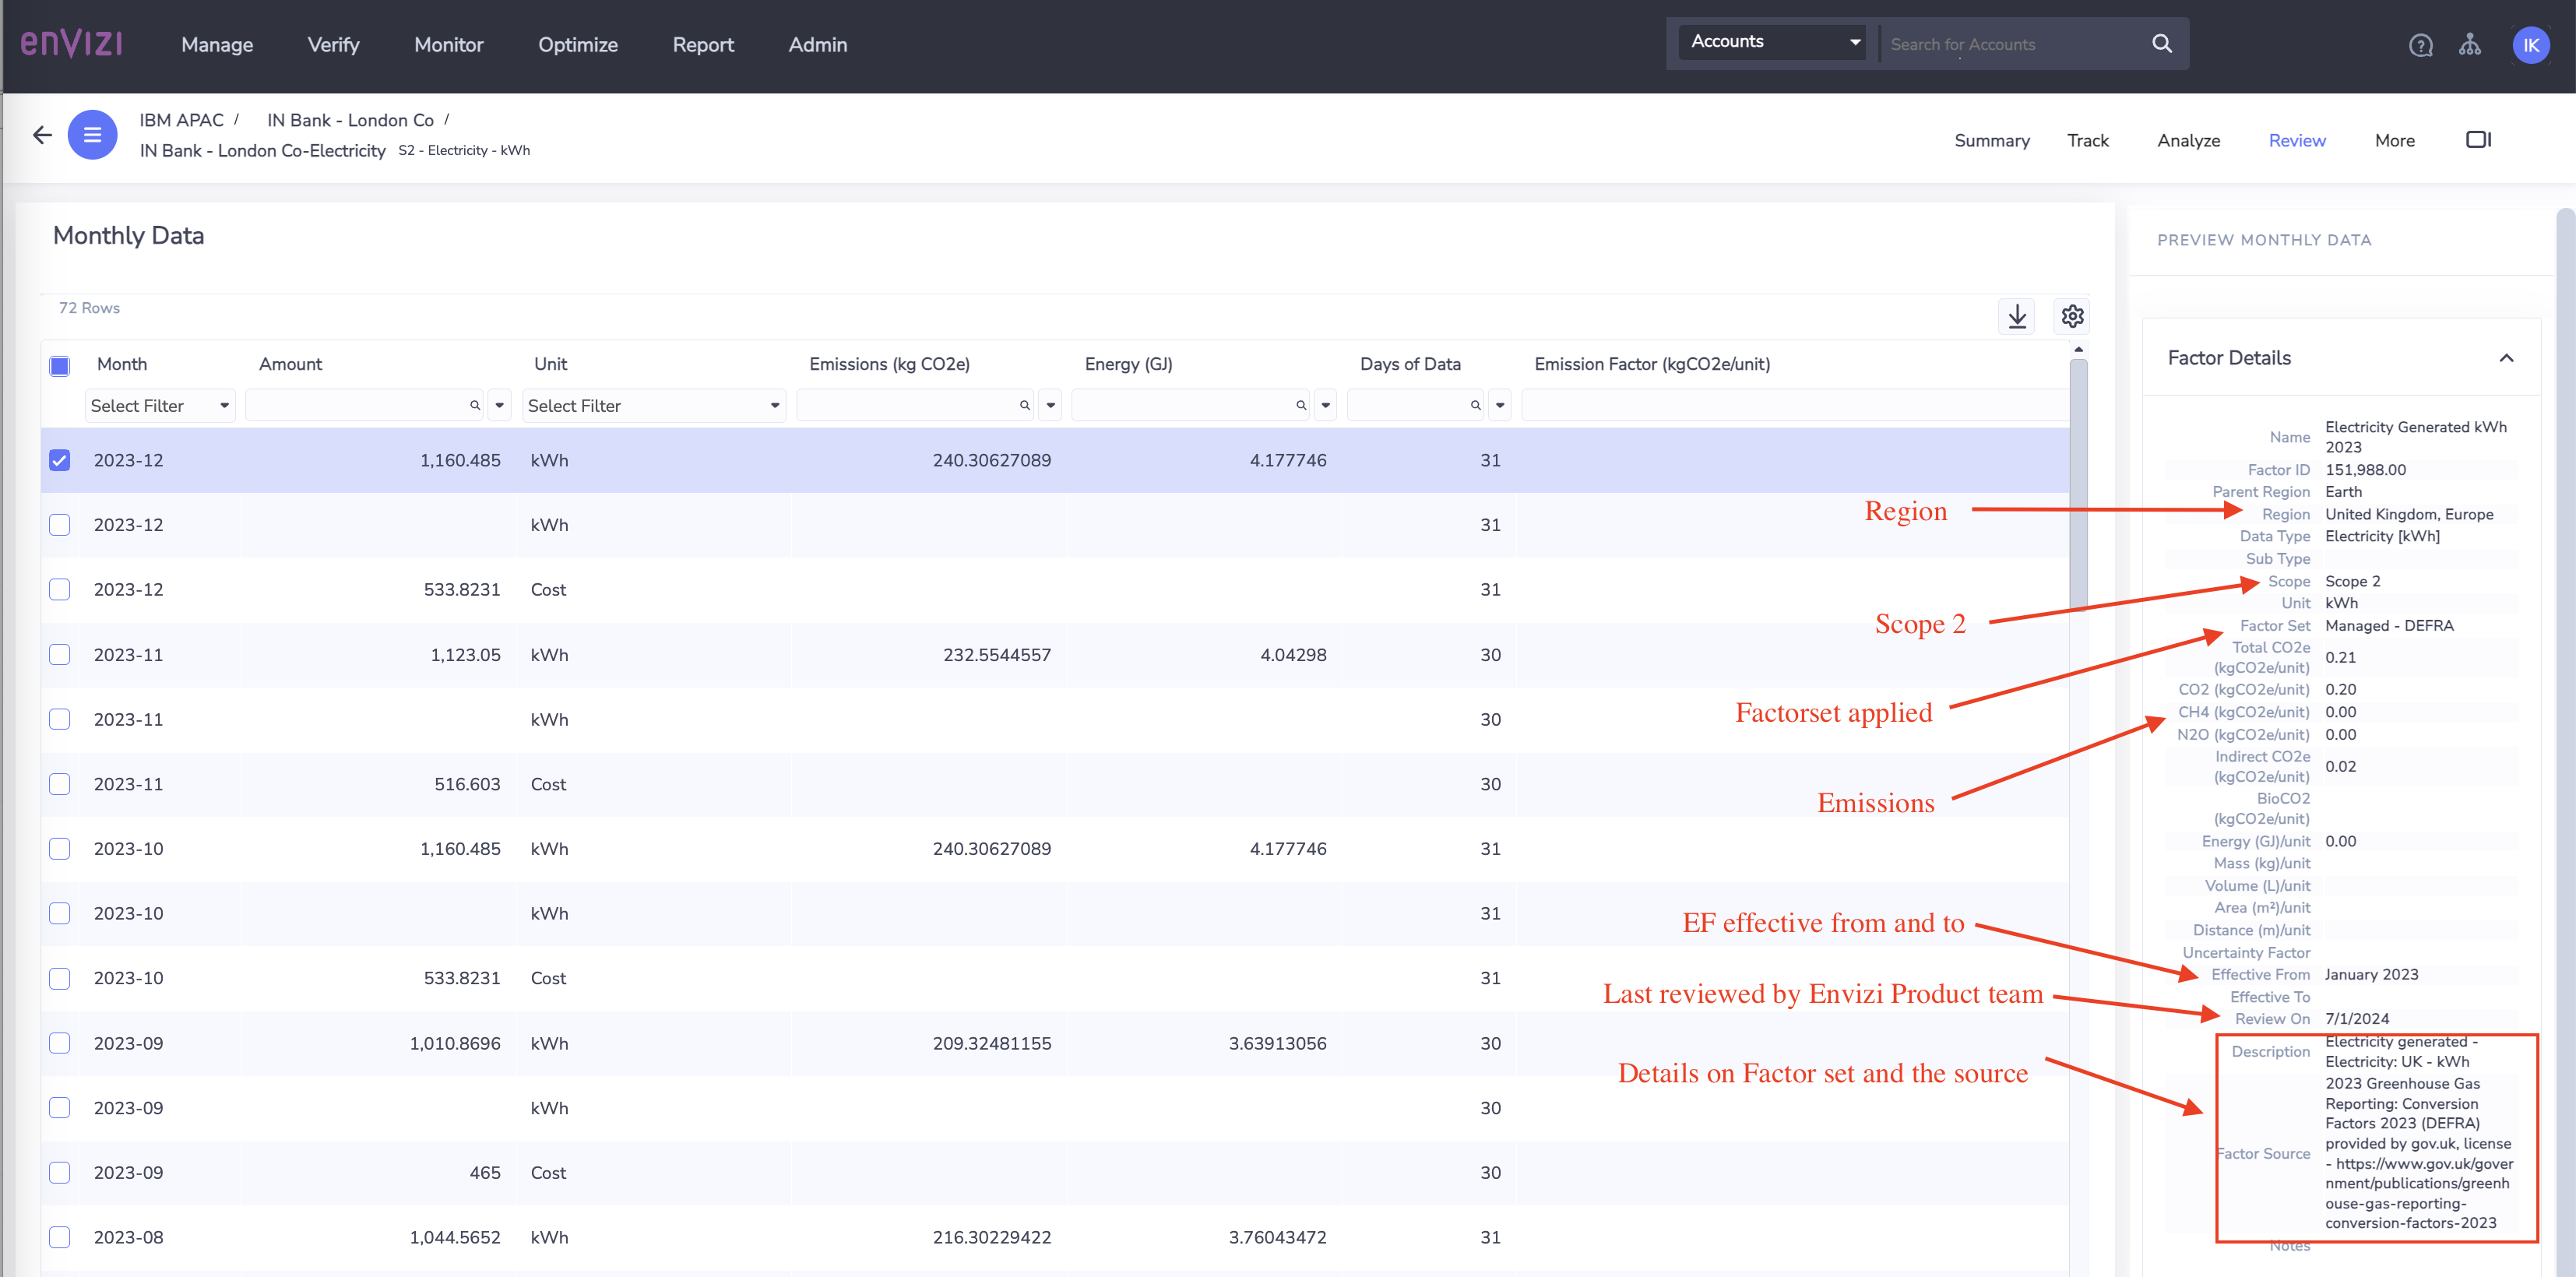 enVizi Manage Verify Monitor Optimize Report Admin Accounts Search for Accounts IK
IBM APAC / IN Bank - London Co /
IN Bank - London Co-Electricity S2 - Electricity - kWh
Summary Track Analyze Review More
Monthly Data
72 Rows
Month Amount Unit Emissions (kg CO2e) Energy (GJ) Days of Data Emission Factor (kgCO2e/unit)
Select Filter Select Filter
2023-12 1,160.485 kWh 240.30627089 4.177746 31
2023-12 kWh 31
2023-12 533.8231 Cost 31
2023-11 1,123.05 kWh 232.5544557 4.04298 30
2023-11 kWh 30
2023-11 516.603 Cost 30
2023-10 1,160.485 kWh 240.30627089 4.177746 31
2023-10 kWh 31
2023-10 533.8231 Cost 31
2023-09 1,010.8696 kWh 209.32481155 3.63913056 30
2023-09 kWh 30
2023-09 465 Cost 30
2023-08 1,044.5652 kWh 216.30229422 3.76043472 31
Region
Scope 2
Factorset applied
Emissions
EF effective from and to
Last reviewed by Envizi Product team
Details on Factor set and the source
PREVIEW MONTHLY DATA
Factor Details
Name Electricity Generated kWh
2023
Factor ID 151,988.00
Parent Region Earth
Region United Kingdom, Europe
Data Type Electricity [kWh]
Sub Type
Scope Scope 2
Unit kWh
Factor Set Managed - DEFRA
Total CO2e
(kgCO2e/unit) 0.21
CO2 (kgCO2e/unit) 0.20
CH4 (kgCO2e/unit) 0.00
N2O (kgCO2e/unit) 0.00
Indirect CO2e
(kgCO2e/unit) 0.02
BioCO2
(kgCO2e/unit)
Energy (GJ)/unit 0.00
Mass (kg)/unit
Volume (L)/unit
Area (m²)/unit
Distance (m)/unit
Uncertainty Factor
Effective From January 2023
Effective To
Review On 7/1/2024
Description Electricity generated -
Electricity: UK - kWh
Factor Source 2023 Greenhouse Gas
Reporting: Conversion
Factors 2023 (DEFRA)
provided by gov.uk, license
- https://www.gov.uk/gover
nment/publications/greenh
ouse-gas-reporting-
conversion-factors-2023
Notes